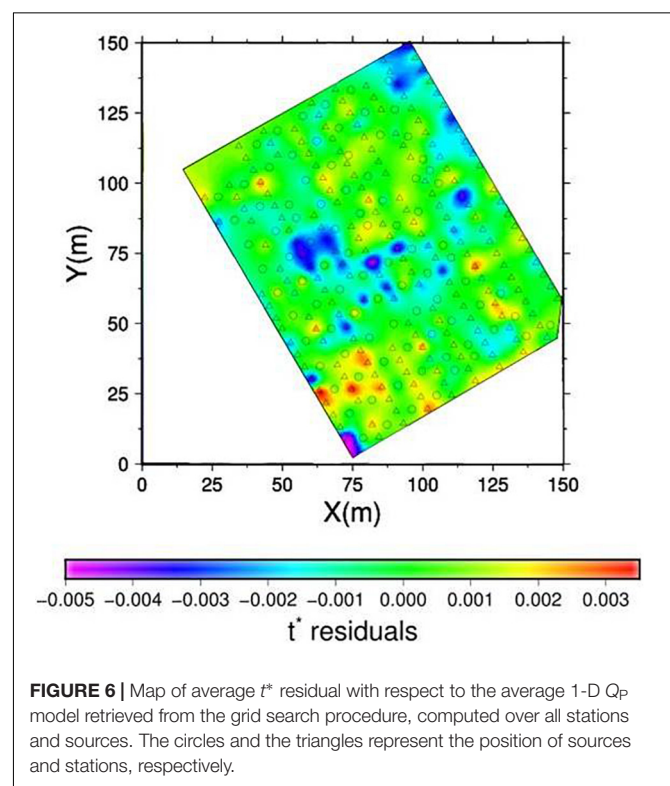 150
125
100
75
50
25
0
Y(m)
0 25 50 75 100 125 150
X(m)
−0.005 −0.004 −0.003 −0.002 −0.001 0.000 0.001 0.002 0.003
t* residuals
FIGURE 6 | Map of average t* residual with respect to the average 1-D QP
model retrieved from the grid search procedure, computed over all stations
and sources. The circles and the triangles represent the position of sources
and stations, respectively.